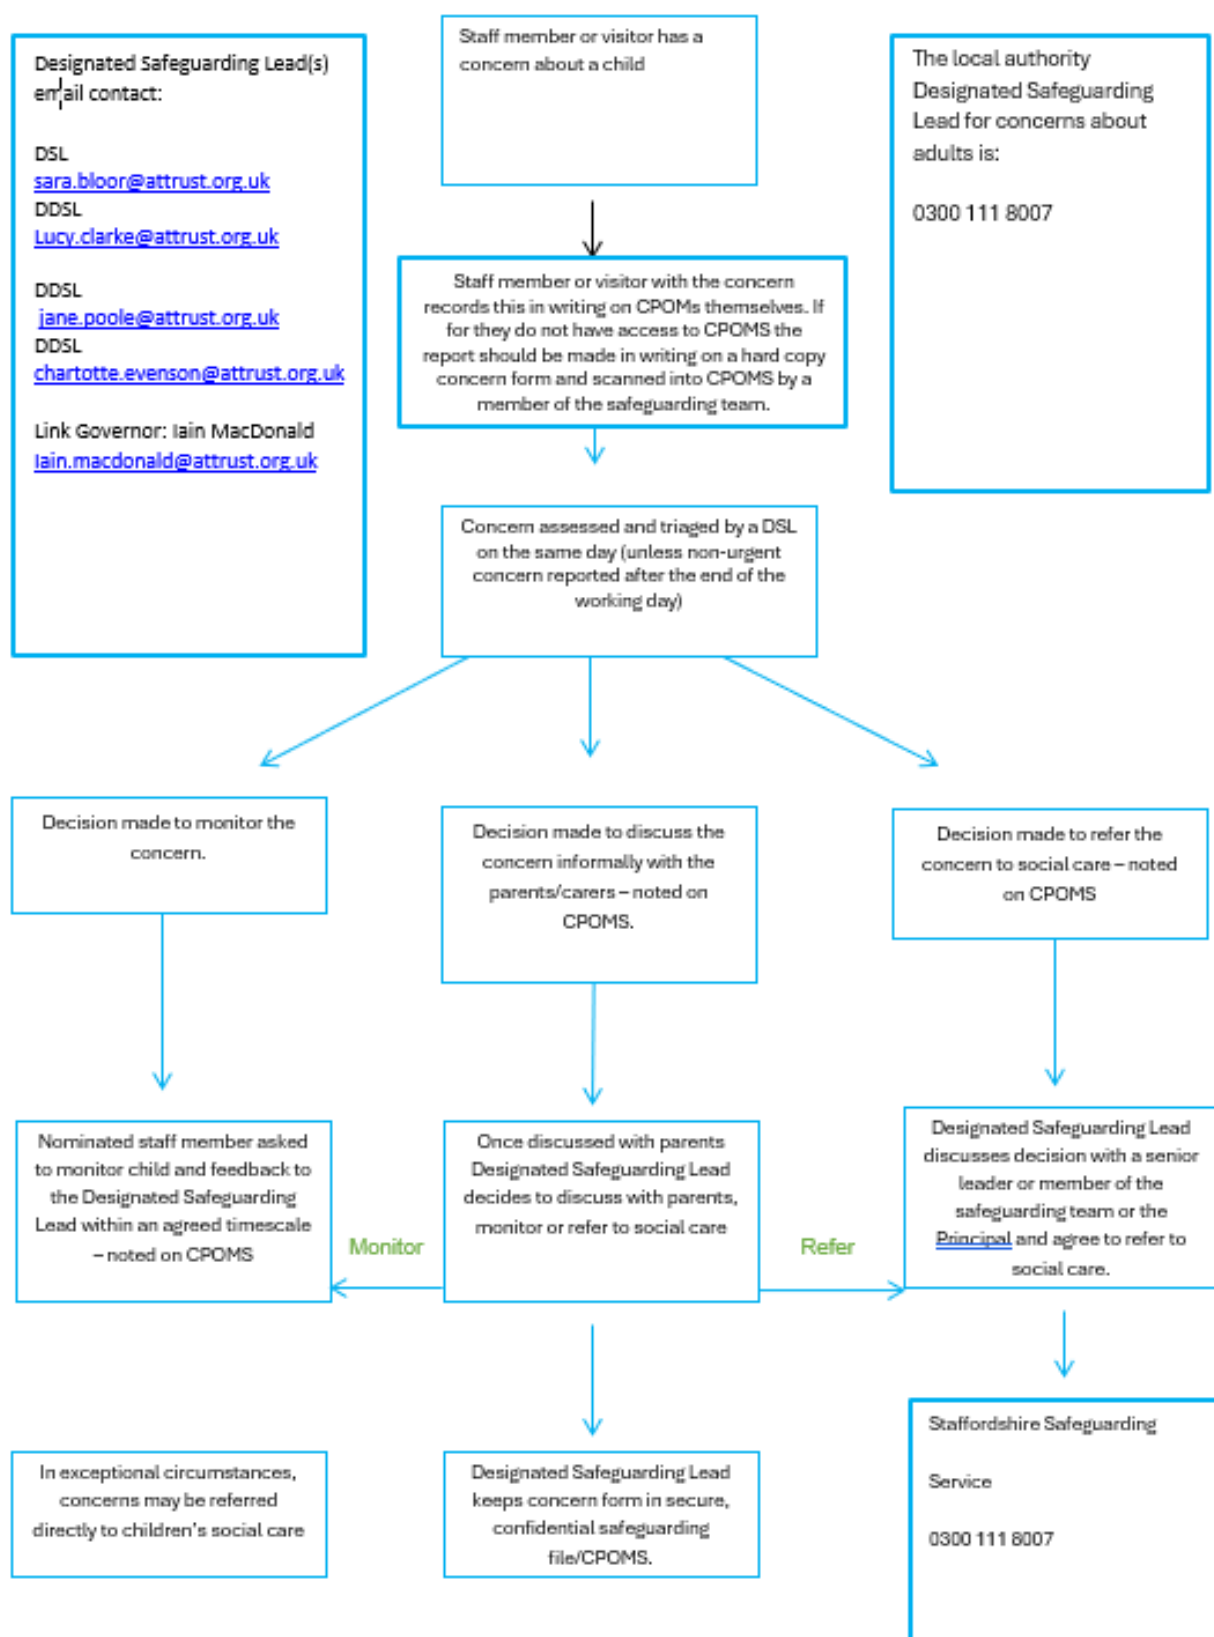 Designated Safeguarding Lead(s)
email contact:
DSL
sara.bloor@attrust.org.uk
DDSL
Lucy.clarke@attrust.org.uk
DDSL
jane.poole@attrust.org.uk
DDSL
chartotte.evenson@attrust.org.uk
Link Governor: Iain MacDonald
Iain.macdonald@attrust.org.uk
Staff member or visitor has a
concern about a child
The local authority
Designated Safeguarding
Lead for concerns about
adults is:
0300 111 8007
Staff member or visitor with the concern
records this in writing on CPOMs themselves. If
for they do not have access to CPOMS the
report should be made in writing on a hard copy
concern form and scanned into CPOMS by a
member of the safeguarding team.
Concern assessed and triaged by a DSL
on the same day (unless non-urgent
concern reported after the end of the
working day)
Decision made to monitor the
concern.
Decision made to discuss the
concern informally with the
parents/carers – noted on
CPOMS.
Decision made to refer the
concern to social care – noted
on CPOMS
Nominated staff member asked
to monitor child and feedback to
the Designated Safeguarding
Lead within an agreed timescale
– noted on CPOMS
Monitor
Once discussed with parents
Designated Safeguarding Lead
decides to discuss with parents,
monitor or refer to social care
Refer
Designated Safeguarding Lead
discusses decision with a senior
leader or member of the
safeguarding team or the
Principal and agree to refer to
social care.
In exceptional circumstances,
concerns may be referred
directly to children's social care
Designated Safeguarding Lead
keeps concern form in secure,
confidential safeguarding
file/CPOMS.
Staffordshire Safeguarding
Service
0300 111 8007